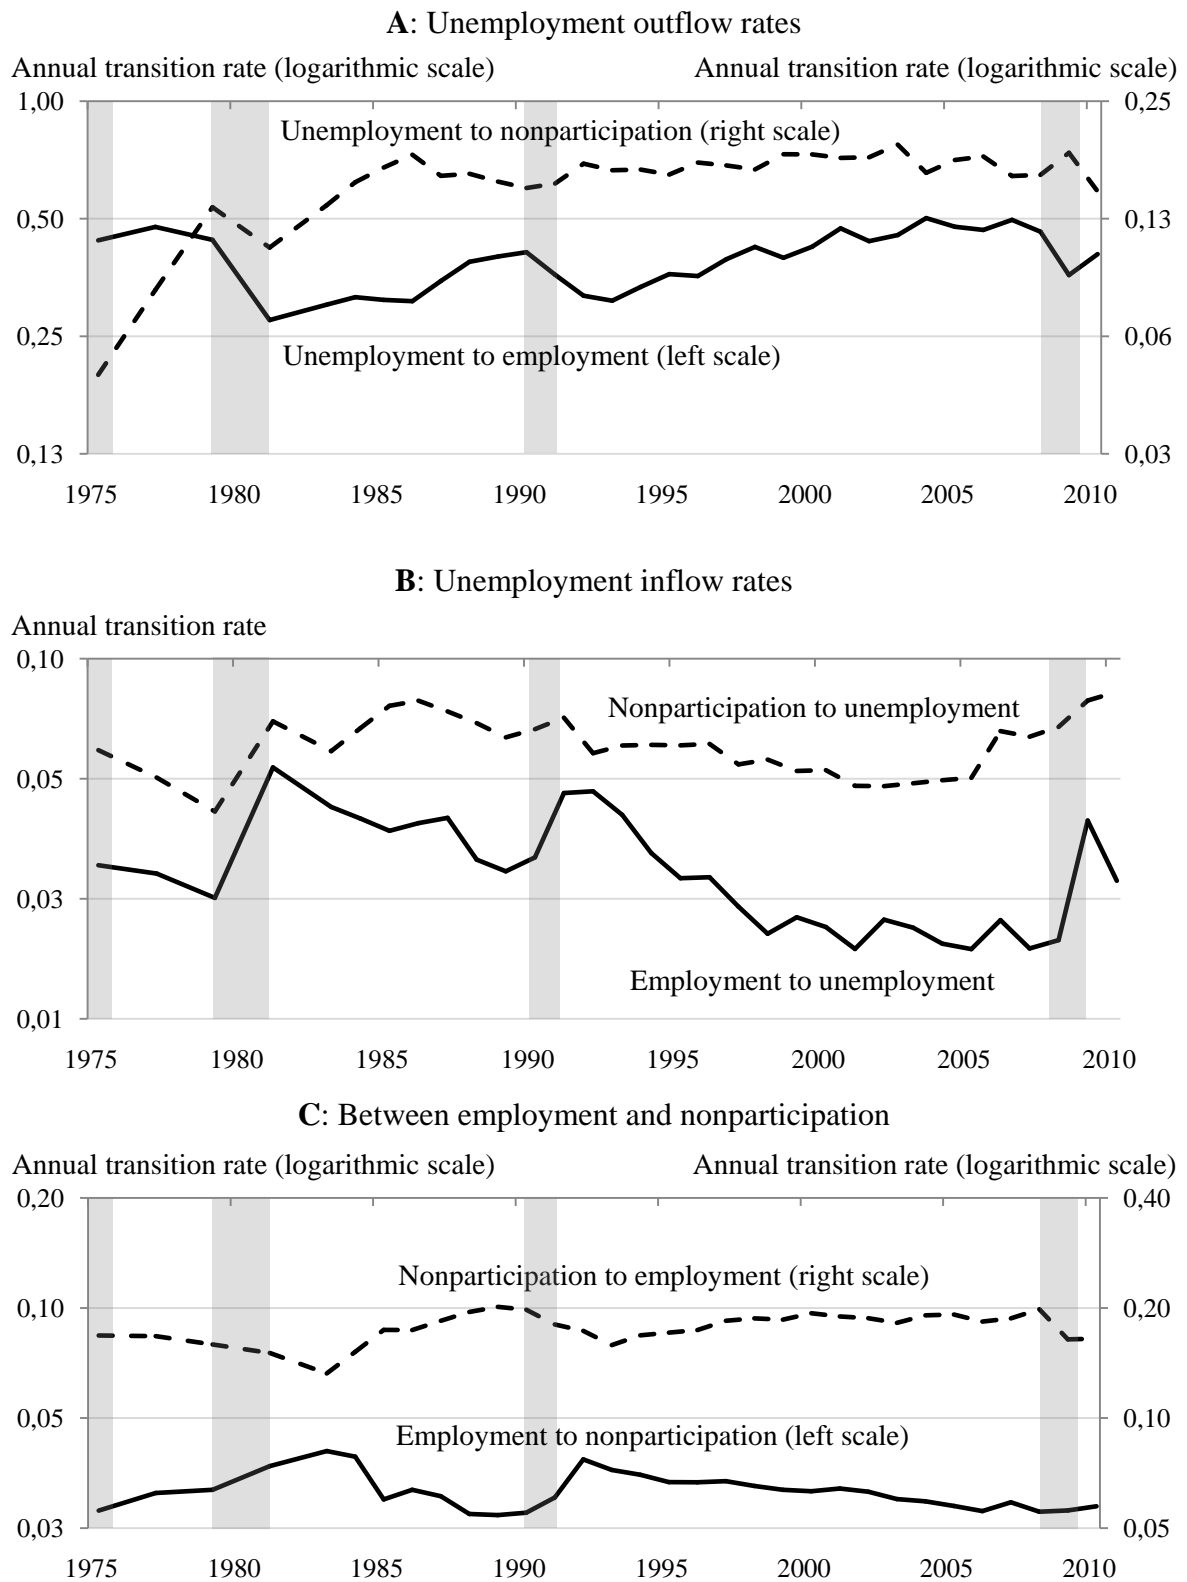 A: Unemployment outflow rates
Annual transition rate (logarithmic scale) Annual transition rate (logarithmic scale)
1,00 0,25
Unemployment to nonparticipation (right scale)
0,50 0,13
0,25 0,06
Unemployment to employment (left scale)
0,13 0,03
1975 1980 1985 1990 1995 2000 2005 2010
B: Unemployment inflow rates
Annual transition rate
0,10
Nonparticipation to unemployment
0,05
0,03
Employment to unemployment
0,01
1975 1980 1985 1990 1995 2000 2005 2010
C: Between employment and nonparticipation
Annual transition rate (logarithmic scale) Annual transition rate (logarithmic scale)
0,20 0,40
Nonparticipation to employment (right scale)
0,10 0,20
0,05 0,10
Employment to nonparticipation (left scale)
0,03 0,05
1975 1980 1985 1990 1995 2000 2005 2010